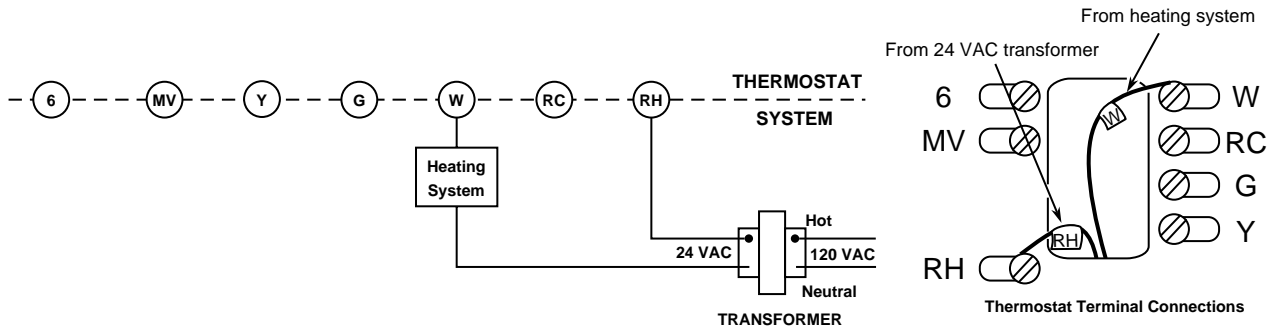 6
MV
Y
G
W
RC
RH
THERMOSTAT
SYSTEM
Heating
System
Hot
24 VAC
120 VAC
Neutral
TRANSFORMER
From heating system
From 24 VAC transformer
6
MV
RH
W
RH
W
RC
G
Y
Thermostat Terminal Connections